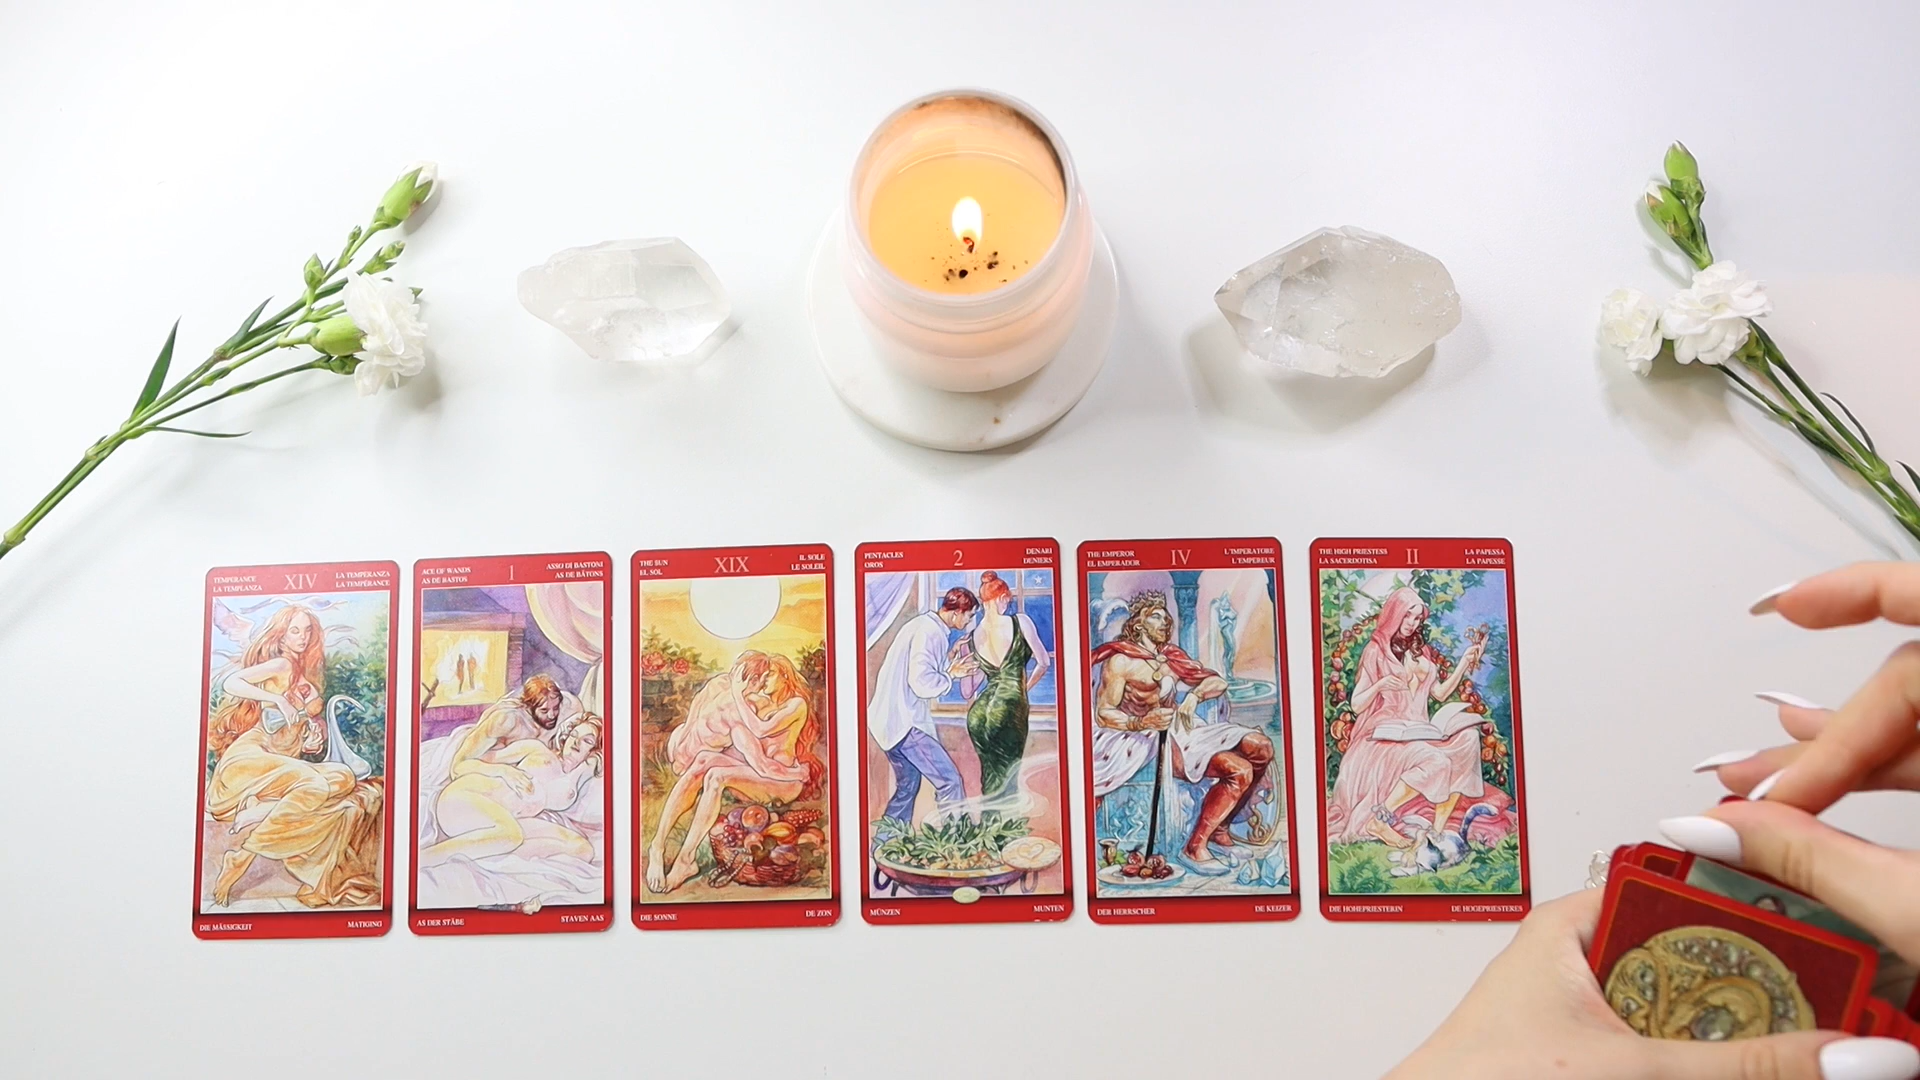 TEMPERANCE
LA TEMPLANZA
XIV
LA TEMPERANZA
LA TEMPÉRANCE
DIE MÄSSIGKEIT
MATIGING
ACE OF WANDS
AS DE BASTOS
1
ASSO DI BASTONI
AS DE BÂTONS
AS DER STÄBE
STAVEN AAS
THE SUN
EL SOL
XIX
IL SOLE
LE SOLEIL
DIE SONNE
DE ZON
PENTACLES
OROS
2
DENARI
DENIERS
MÜNZEN
MUNTEN
THE EMPEROR
EL EMPERADOR
IV
L'IMPERATORE
L'EMPEREUR
DER HERRSCHER
DE KEIZER
THE HIGH PRIESTESS
LA SACERDOTISA
II
LA PAPESSA
LA PAPESSE
DIE HOHEPRIESTERIN
DE HOGEPRIESTERES